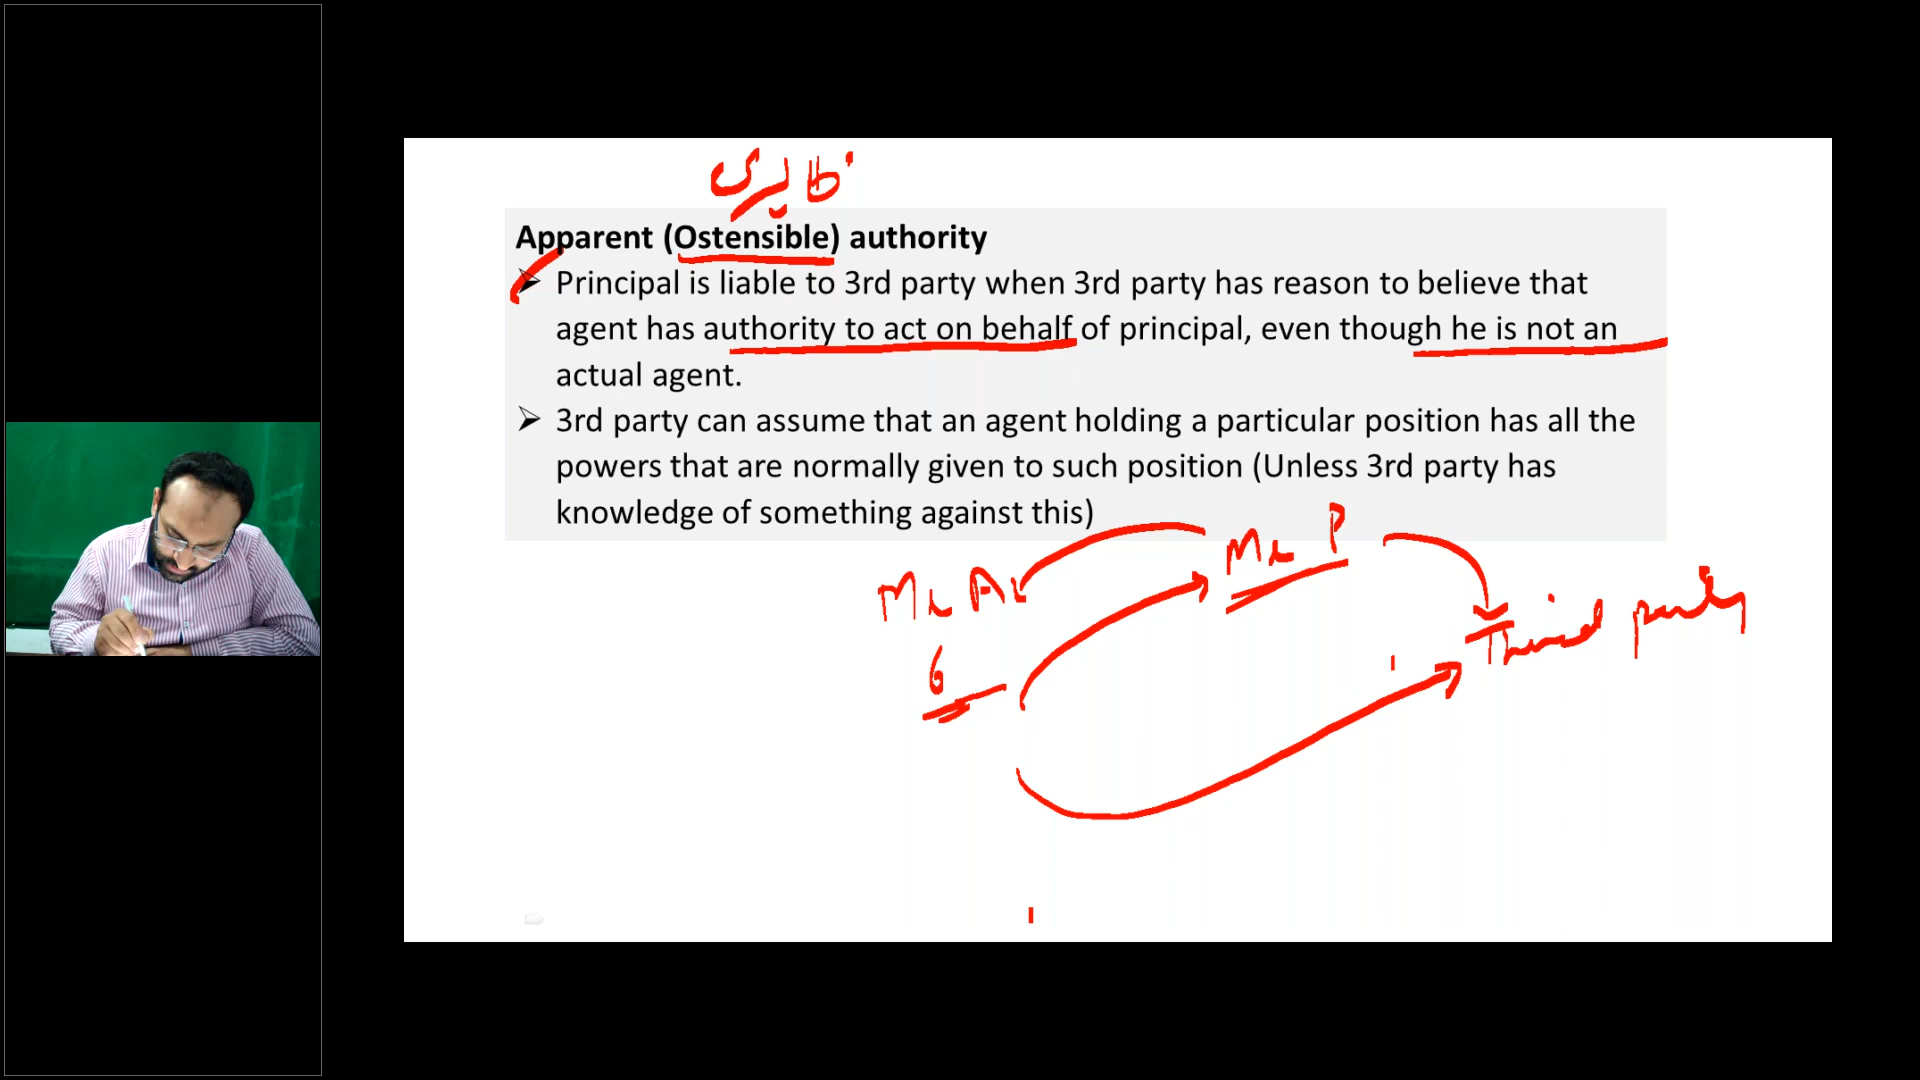 ظاہری
Apparent (Ostensible) authority
➢ Principal is liable to 3rd party when 3rd party has reason to believe that
agent has authority to act on behalf of principal, even though he is not an
actual agent.
➢ 3rd party can assume that an agent holding a particular position has all the
powers that are normally given to such position (Unless 3rd party has
knowledge of something against this)
Mr P
Mr A
Third party
6